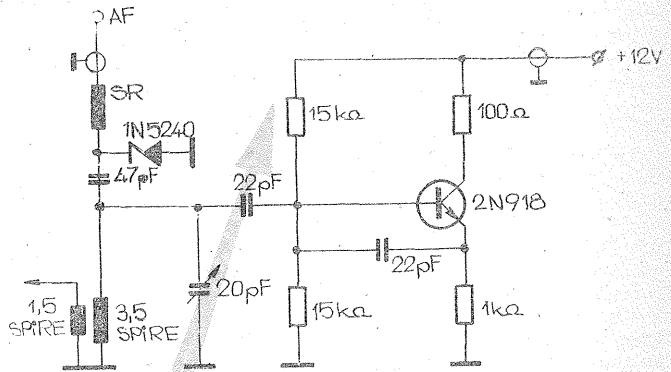 AF
+12V
SR
15kΩ
100Ω
1N5240
47pF
22pF
2N918
22pF
20pF
1,5
SPIRE
3,5
SPIRE
15kΩ
1kΩ